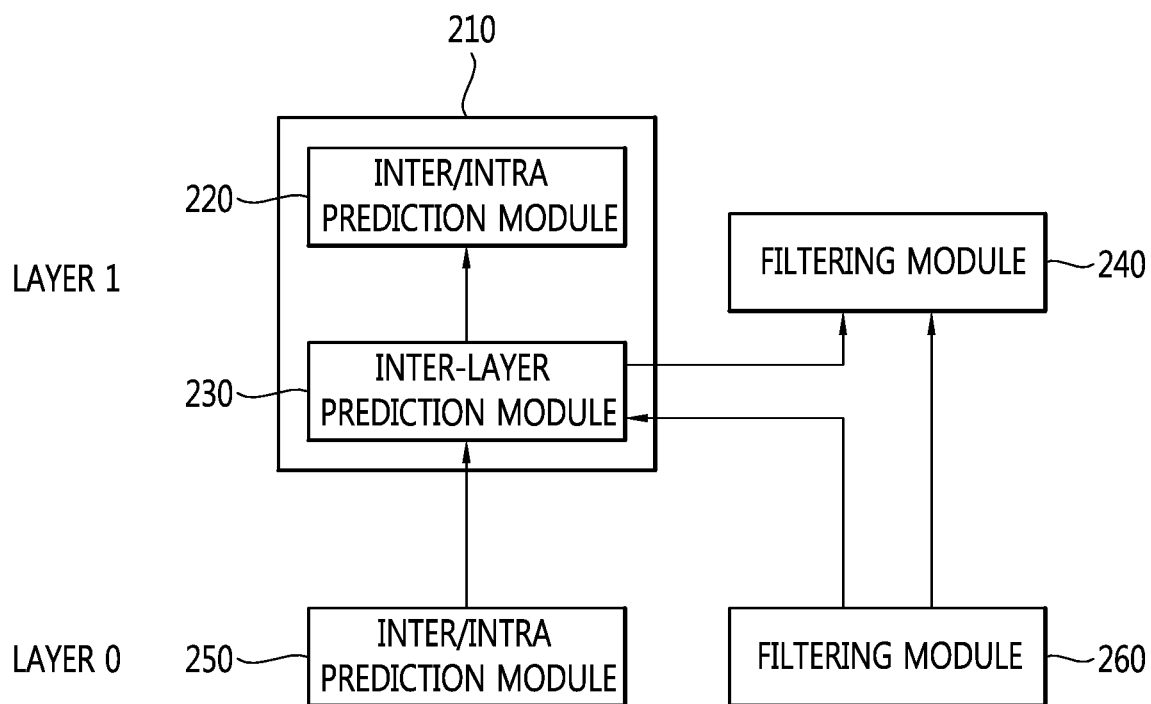 210
INTER/INTRA
PREDICTION MODULE
220
FILTERING MODULE
240
LAYER 1
INTER-LAYER
PREDICTION MODULE
230
INTER/INTRA
PREDICTION MODULE
LAYER 0
250
FILTERING MODULE
260